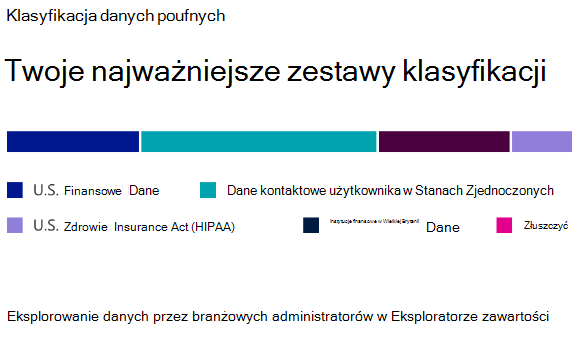 Klasyfikacja danych poufnych
Twoje najważniejsze zestawy klasyfikacji
U.S. Finansowe Dane
Dane kontaktowe użytkownika w Stanach Zjednoczonych
U.S. Zdrowie Insurance Act (HIPAA)
Instytucje finansowe w Wielkiej Brytanii Dane
Złuszczyć
Eksplorowanie danych przez branżowych administratorów w Eksploratorze zawartości